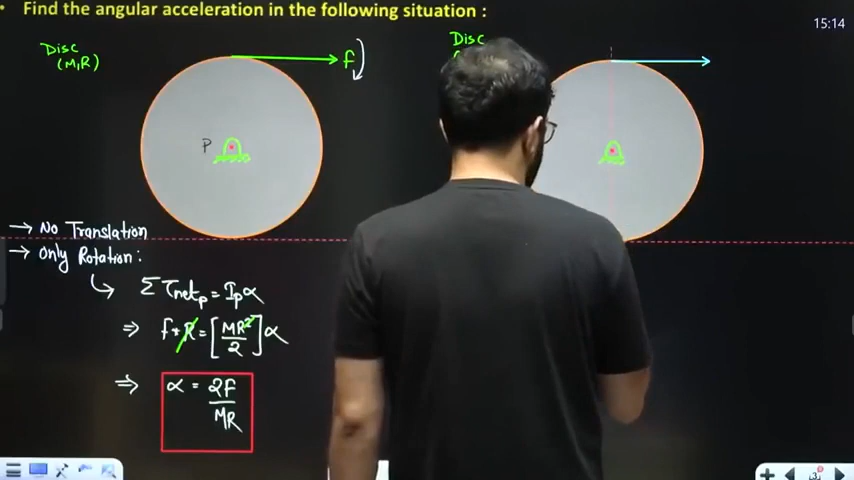 • Find the angular acceleration in the following situation :
15:14
Disc
(M,R)
f
Disc
P
→ No Translation
→ Only Rotation :
Σ τnetₚ = Iₚα
⇒ f*R = [MR²/2] α
⇒ α = 2f/MR